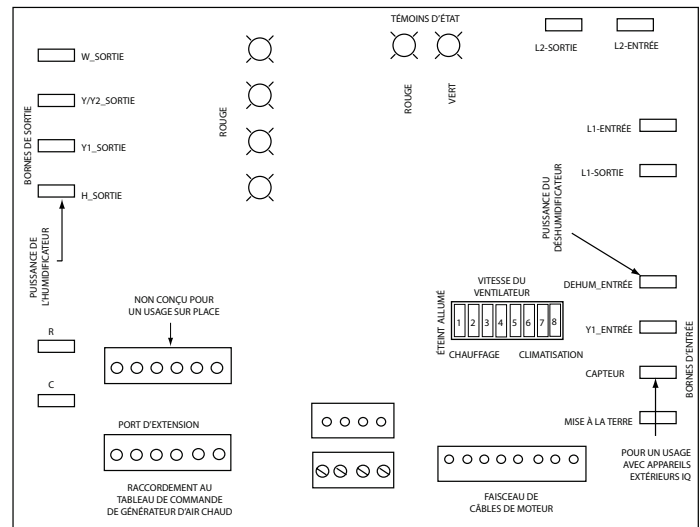 TÉMOINS D'ÉTAT
L2-SORTIE
L2-ENTRÉE
W_SORTIE
Y/Y2_SORTIE
Y1_SORTIE
H_SORTIE
BORNES DE SORTIE
ROUGE
ROUGE
VERT
L1-ENTRÉE
L1-SORTIE
PUISSANCE DE
L'HUMIDIFICATEUR
PUISSANCE DU
DÉSHUMIDIFICATEUR
R
C
NON CONÇU POUR
UN USAGE SUR PLACE
VITESSE DU
VENTILATEUR
ÉTEINT ALLUMÉ
1 2 3 4 5 6 7 8
CHAUFFAGE CLIMATISATION
DEHUM_ENTRÉE
Y1_ENTRÉE
CAPTEUR
MISE À LA TERRE
BORNES D'ENTRÉE
PORT D'EXTENSION
RACCORDEMENT AU
TABLEAU DE COMMANDE
DE GÉNÉRATEUR D'AIR CHAUD
FAISCEAU DE
CÂBLES DE MOTEUR
POUR UN USAGE
AVEC APPAREILS
EXTÉRIEURS IQ